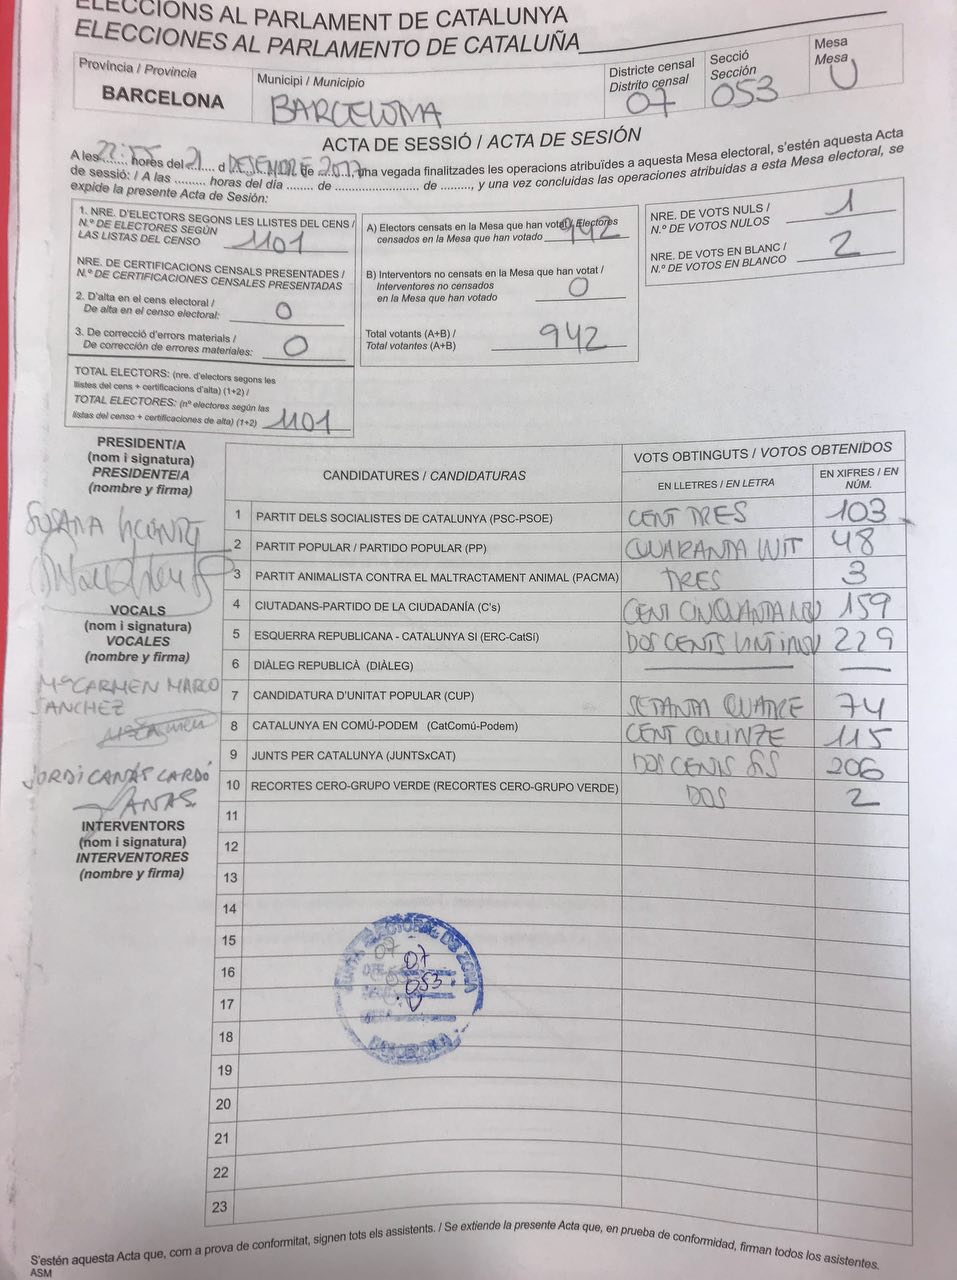 ELECCIONS AL PARLAMENT DE CATALUNYA
ELECCIONES AL PARLAMENTO DE CATALUÑA
Província / Provincia
BARCELONA
Municipi / Municipio
BARCELONA
Districte censal
Distrito censal
07
Secció
Sección
053
Mesa
Mesa
U
ACTA DE SESSIÓ / ACTA DE SESIÓN
A les 22:55 hores del 21 d DESEMBRE de 2017, una vegada finalitzades les operacions atribuïdes a aquesta Mesa electoral, s'estén aquesta Acta
de sessió: / A las ......... horas del día ....... de ...................... de ........., y una vez concluidas las operaciones atribuidas a esta Mesa electoral, se
expide la presente Acta de Sesión:
1. NRE. D'ELECTORS SEGONS LES LLISTES DEL CENS /
N.º DE ELECTORES SEGÚN
LAS LISTAS DEL CENSO 1101
NRE. DE CERTIFICACIONS CENSALS PRESENTADES /
N.º DE CERTIFICACIONES CENSALES PRESENTADAS
2. D'alta en el cens electoral /
De alta en el censo electoral: 0
3. De correcció d'errors materials /
De corrección de errores materiales: 0
TOTAL ELECTORS: (nre. d'electors segons les
llistes del cens + certificacions d'alta) (1+2) /
TOTAL ELECTORES: (nº electores según las
listas del censo + certificaciones de alta) (1+2) 1101
A) Electors censats en la Mesa que han votat / Electores
censados en la Mesa que han votado 942
B) Interventors no censats en la Mesa que han votat /
Interventores no censados
en la Mesa que han votado 0
Total votants (A+B) /
Total votantes (A+B) 942
NRE. DE VOTS NULS /
N.º DE VOTOS NULOS 1
NRE. DE VOTS EN BLANC /
N.º DE VOTOS EN BLANCO 2
PRESIDENT/A
(nom i signatura)
PRESIDENTE/A
(nombre y firma)
SUSANA
VOCALS
(nom i signatura)
VOCALES
(nombre y firma)
Mª CARMEN MARCO
SANCHEZ
JORDI CANÁS CARDÓ
INTERVENTORS
(nom i signatura)
INTERVENTORES
(nombre y firma)
CANDIDATURES / CANDIDATURAS
VOTS OBTINGUTS / VOTOS OBTENIDOS
EN LLETRES / EN LETRA
EN XIFRES / EN NÚM.
1 PARTIT DELS SOCIALISTES DE CATALUNYA (PSC-PSOE) CENT TRES 103
2 PARTIT POPULAR / PARTIDO POPULAR (PP) QUARANTA VUIT 48
3 PARTIT ANIMALISTA CONTRA EL MALTRACTAMENT ANIMAL (PACMA) TRES 3
4 CIUTADANS-PARTIDO DE LA CIUDADANÍA (C's) CENT CINQUANTA NOU 159
5 ESQUERRA REPUBLICANA - CATALUNYA SÍ (ERC-CatSí) DOS CENTS VINT I NOU 229
6 DIÀLEG REPUBLICÀ (DIÀLEG)
7 CANDIDATURA D'UNITAT POPULAR (CUP) SETANTA QUATRE 74
8 CATALUNYA EN COMÚ-PODEM (CatComú-Podem) CENT QUINZE 115
9 JUNTS PER CATALUNYA (JUNTSxCAT) DOS CENTS SIS 206
10 RECORTES CERO-GRUPO VERDE (RECORTES CERO-GRUPO VERDE) DOS 2
11
12
13
14
15
16
17
18
19
20
21
22
23
JUNTA ELECTORAL DE ZONA
07
07
053
U
BARCELONA
S'estén aquesta Acta que, com a prova de conformitat, signen tots els assistents. / Se extiende la presente Acta que, en prueba de conformidad, firman todos los asistentes.
ASM